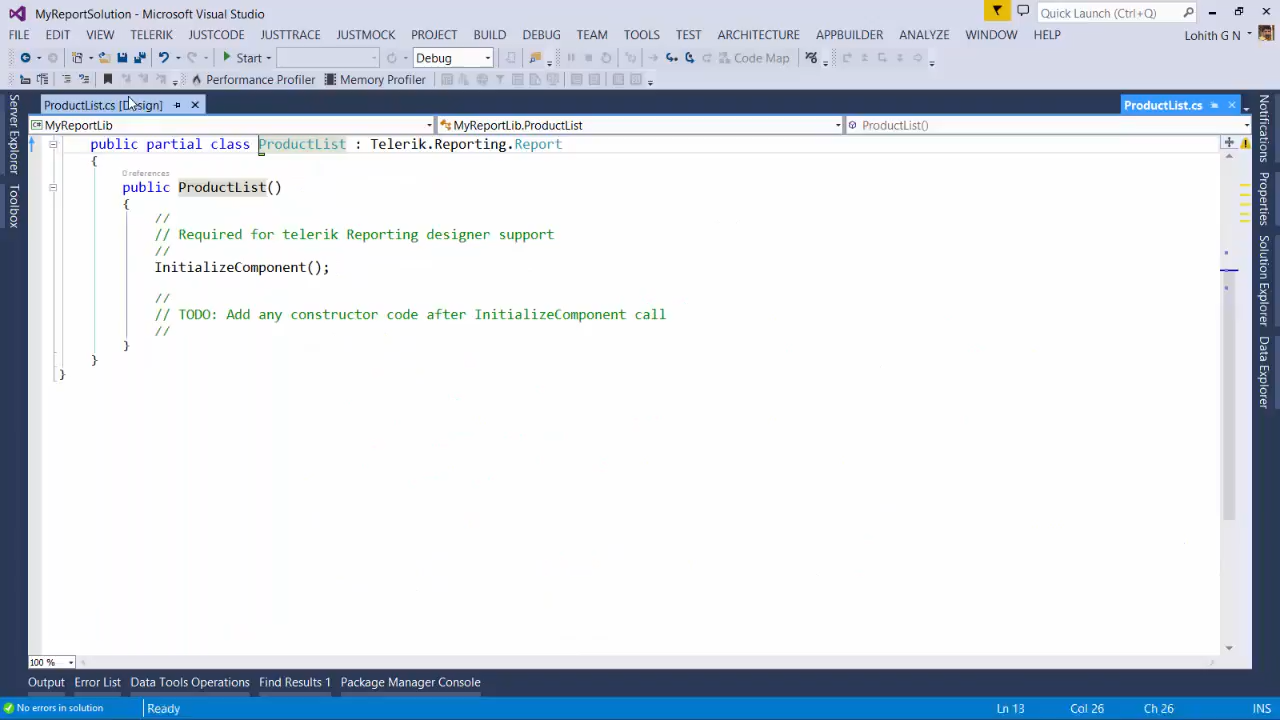 MyReportSolution - Microsoft Visual Studio
Quick Launch (Ctrl+Q)
FILE EDIT VIEW TELERIK JUSTCODE JUSTTRACE JUSTMOCK PROJECT BUILD DEBUG TEAM TOOLS TEST ARCHITECTURE APPBUILDER ANALYZE WINDOW HELP Lohith G N
Start Debug Code Map
Performance Profiler Memory Profiler
ProductList.cs [Design] ProductList.cs
MyReportLib MyReportLib.ProductList ProductList()
public partial class ProductList : Telerik.Reporting.Report
{
0 references
public ProductList()
{
//
// Required for telerik Reporting designer support
//
InitializeComponent();
//
// TODO: Add any constructor code after InitializeComponent call
//
}
}
}
Server Explorer
Toolbox
Notifications
Properties
Solution Explorer
Data Explorer
100 %
Output Error List Data Tools Operations Find Results 1 Package Manager Console
No errors in solution Ready Ln 13 Col 26 Ch 26 INS